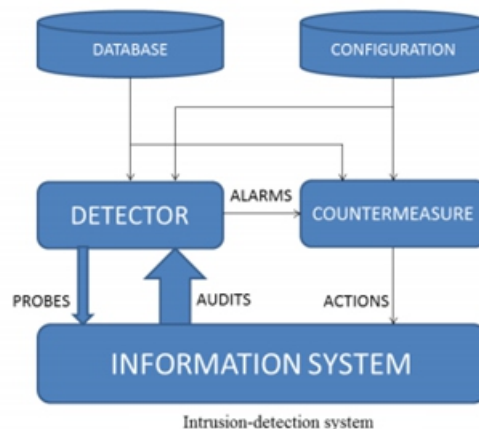 DATABASE
CONFIGURATION
ALARMS
DETECTOR
COUNTERMEASURE
PROBES
AUDITS
ACTIONS
INFORMATION SYSTEM
Intrusion-detection system